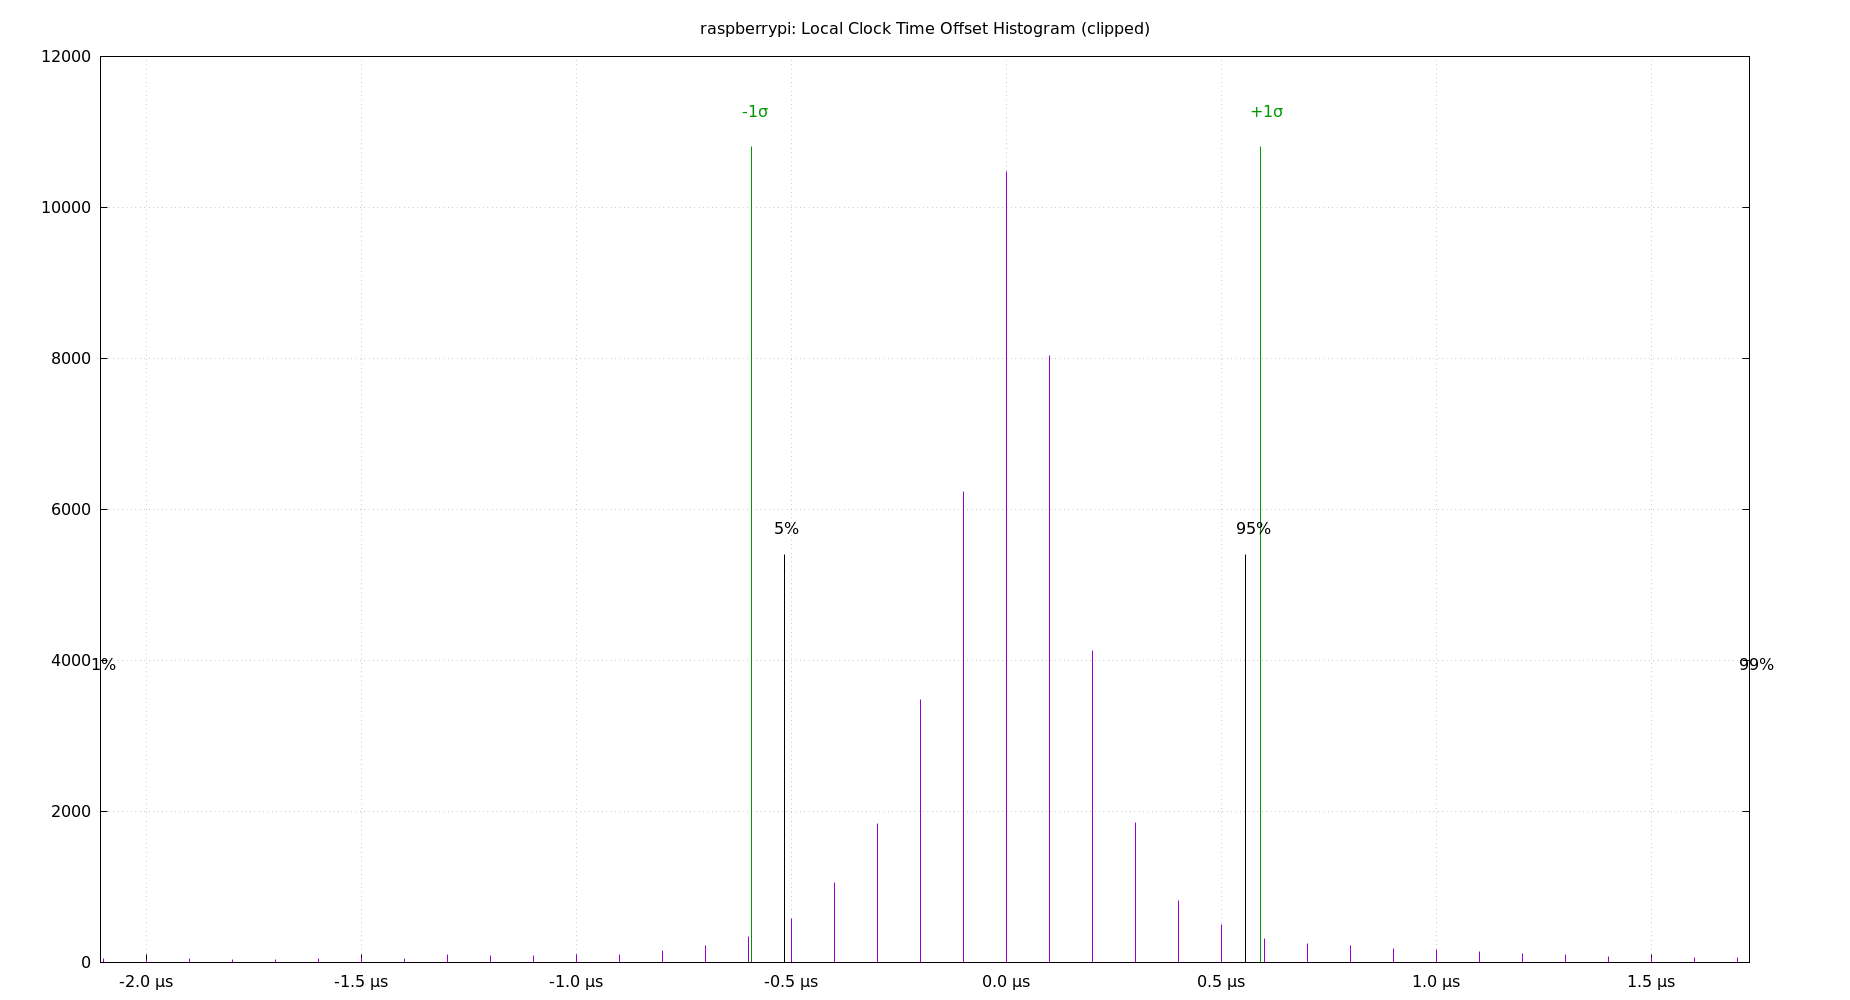 raspberrypi: Local Clock Time Offset Histogram (clipped)
12000
-1σ +1σ
10000
8000
6000
5% 95%
4000 1% 99%
2000
0
-2.0 µs -1.5 µs -1.0 µs -0.5 µs 0.0 µs 0.5 µs 1.0 µs 1.5 µs